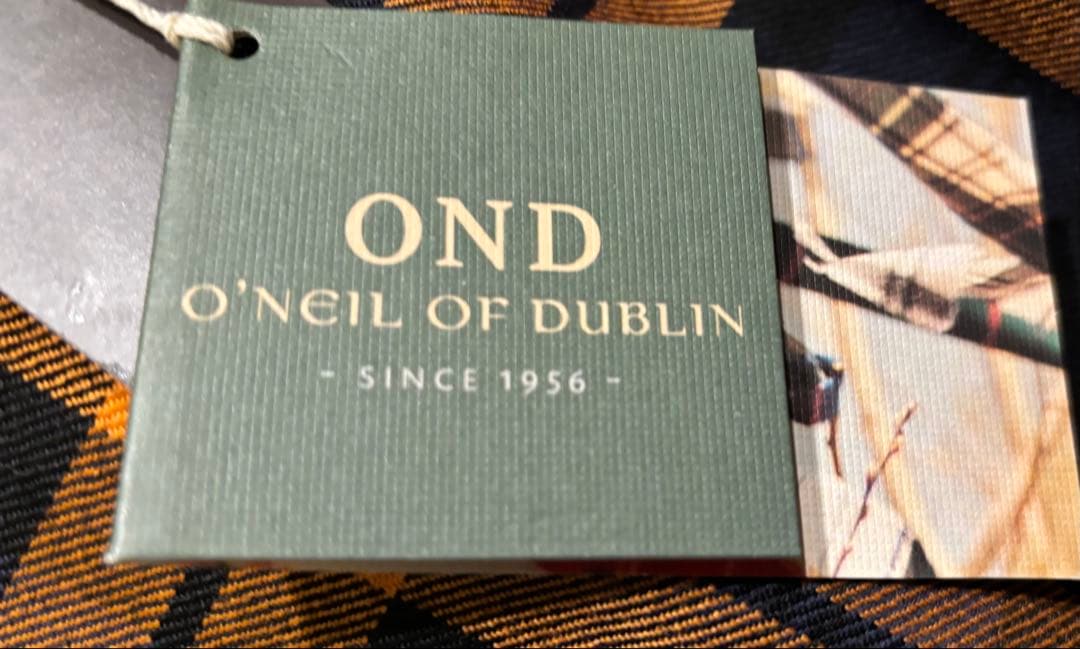 OND
O'NEIL OF DUBLIN
- SINCE 1956 -